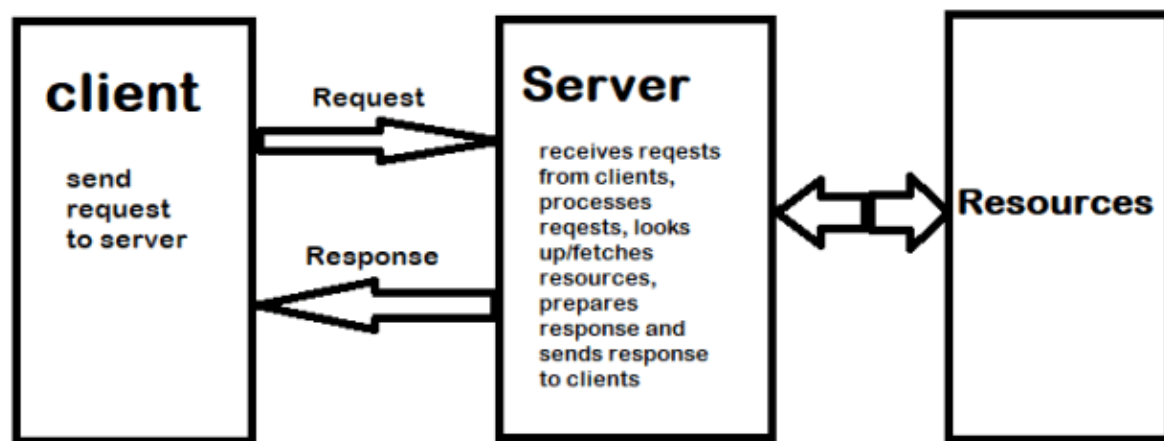 client
send
request
to server
Request
Response
Server
receives reqests
from clients,
processes
reqests, looks
up/fetches
resources,
prepares
response and
sends response
to clients
Resources